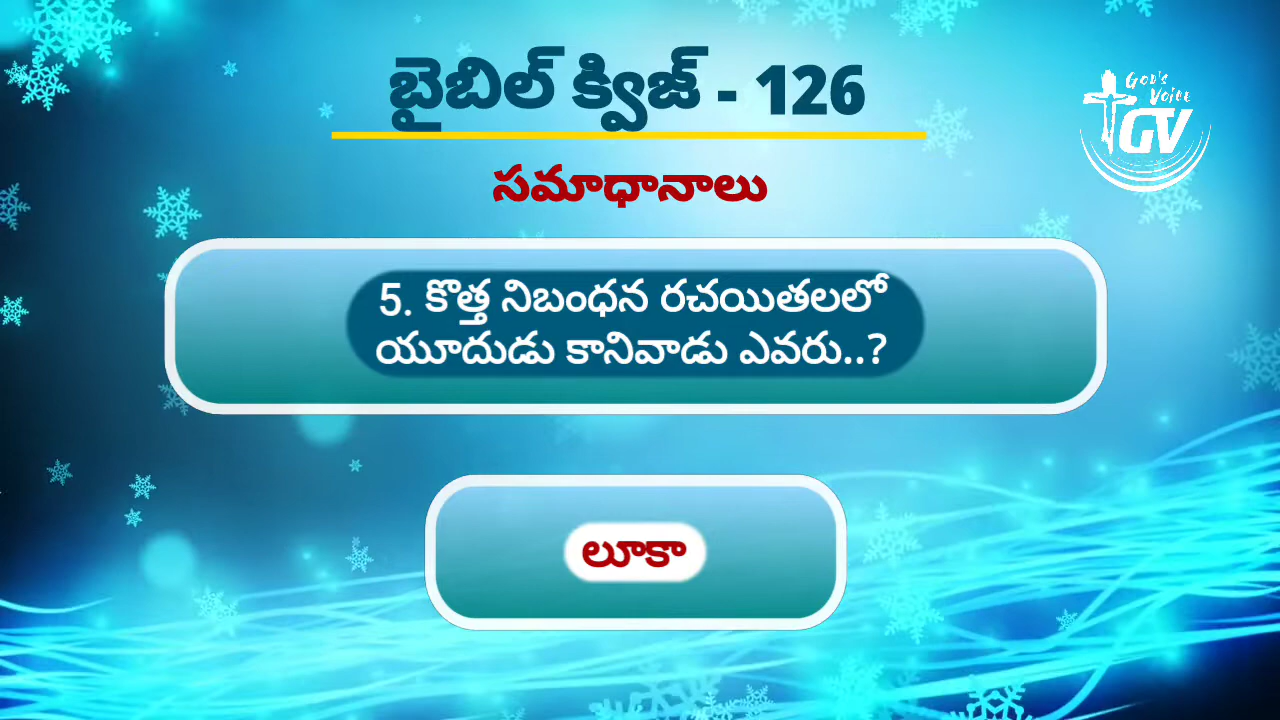 బైబిల్ క్విజ్ - 126
God's
Voice
GV
సమాధానాలు
5. కొత్త నిబంధన రచయితలలో
యూదుడు కానివాడు ఎవరు..?
లూకా